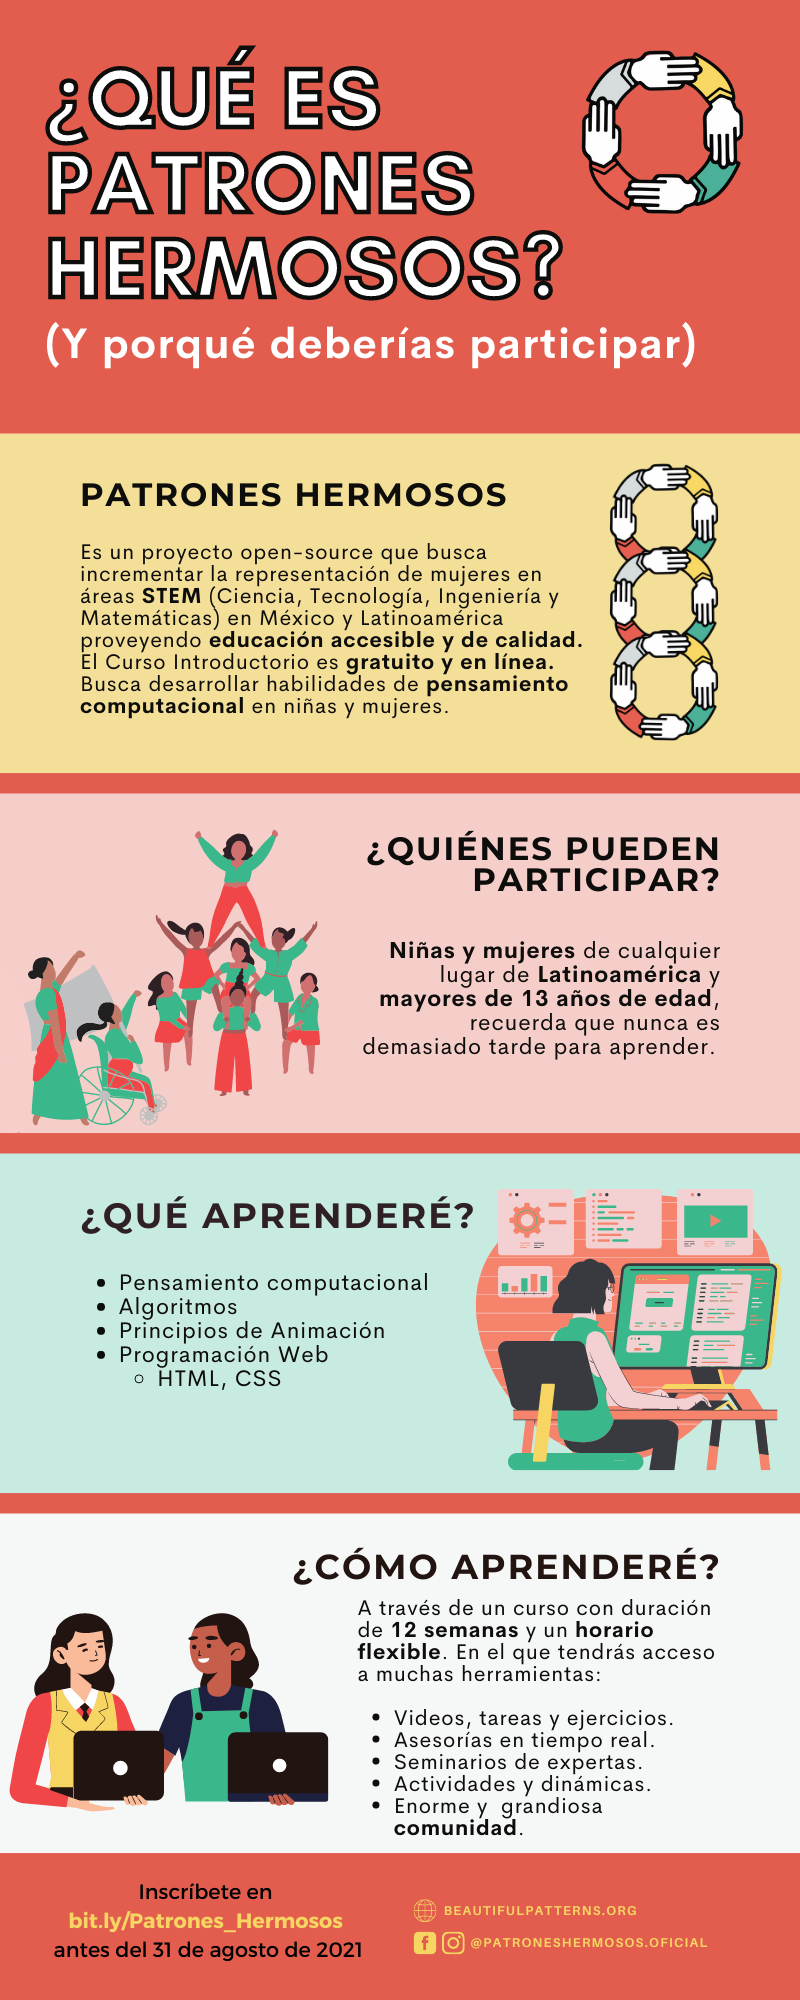 ¿QUÉ ES
PATRONES
HERMOSOS?
(Y porqué deberías participar)
PATRONES HERMOSOS
Es un proyecto open-source que busca
incrementar la representación de mujeres en
áreas STEM (Ciencia, Tecnología, Ingeniería y
Matemáticas) en México y Latinoamérica
proveyendo educación accesible y de calidad.
El Curso Introductorio es gratuito y en línea.
Busca desarrollar habilidades de pensamiento
computacional en niñas y mujeres.
¿QUIÉNES PUEDEN
PARTICIPAR?
Niñas y mujeres de cualquier
lugar de Latinoamérica y
mayores de 13 años de edad,
recuerda que nunca es
demasiado tarde para aprender.
¿QUÉ APRENDERÉ?
• Pensamiento computacional
• Algoritmos
• Principios de Animación
• Programación Web
○ HTML, CSS
¿CÓMO APRENDERÉ?
A través de un curso con duración
de 12 semanas y un horario
flexible. En el que tendrás acceso
a muchas herramientas:
• Videos, tareas y ejercicios.
• Asesorías en tiempo real.
• Seminarios de expertas.
• Actividades y dinámicas.
• Enorme y grandiosa
comunidad.
Inscríbete en
bit.ly/Patrones_Hermosos
antes del 31 de agosto de 2021
BEAUTIFULPATTERNS.ORG
@PATRONESHERMOSOS.OFICIAL